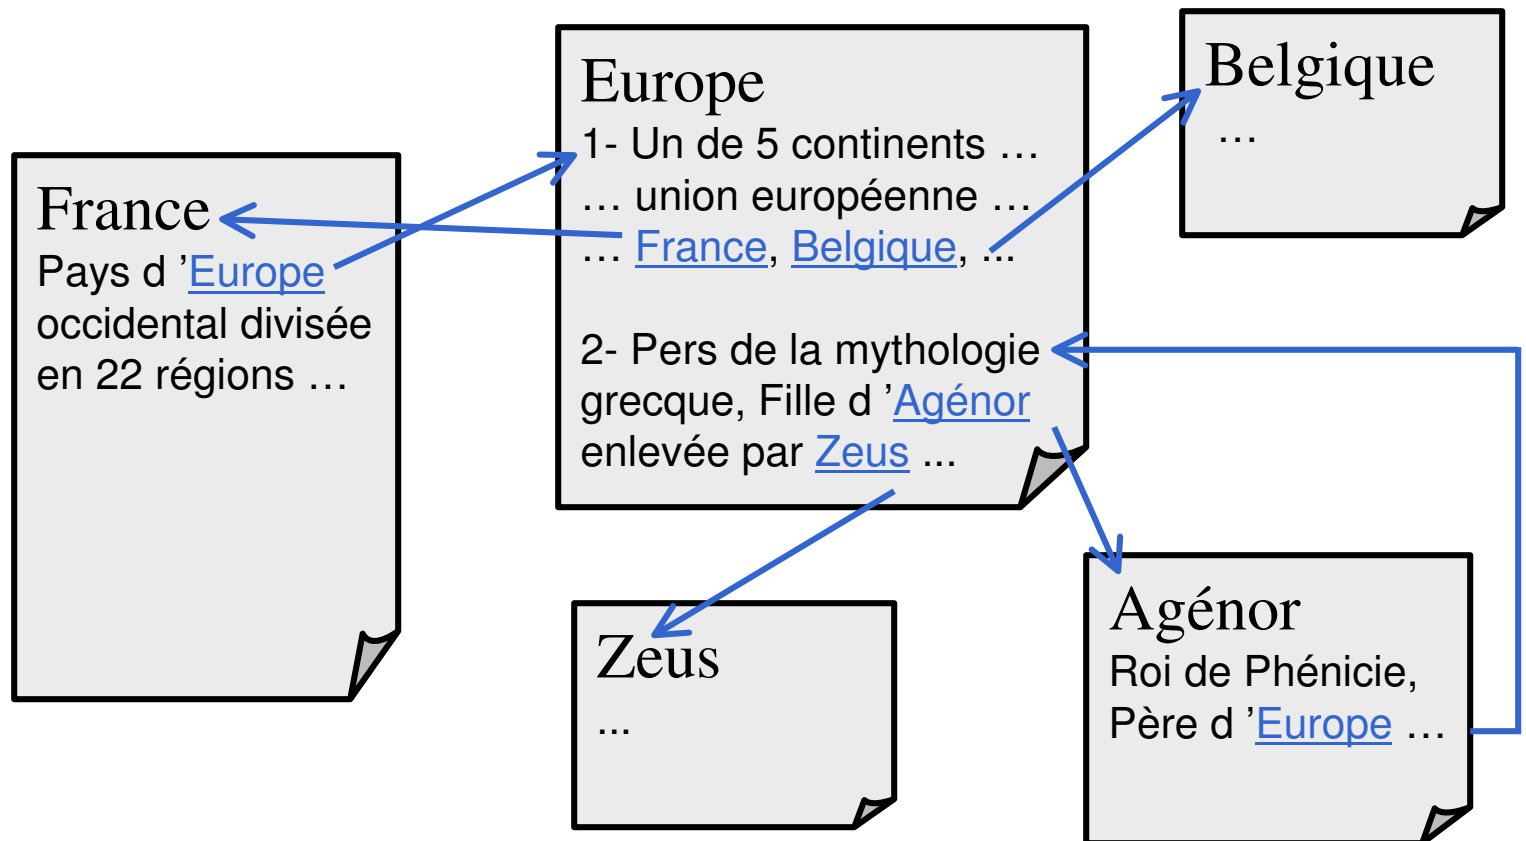 France
Pays d ’Europe
occidental divisée
en 22 régions …
Europe
1- Un de 5 continents …
… union européenne …
… France, Belgique, ...
2- Pers de la mythologie
grecque, Fille d ’Agénor
enlevée par Zeus ...
Belgique
…
Zeus
...
Agénor
Roi de Phénicie,
Père d ’Europe …